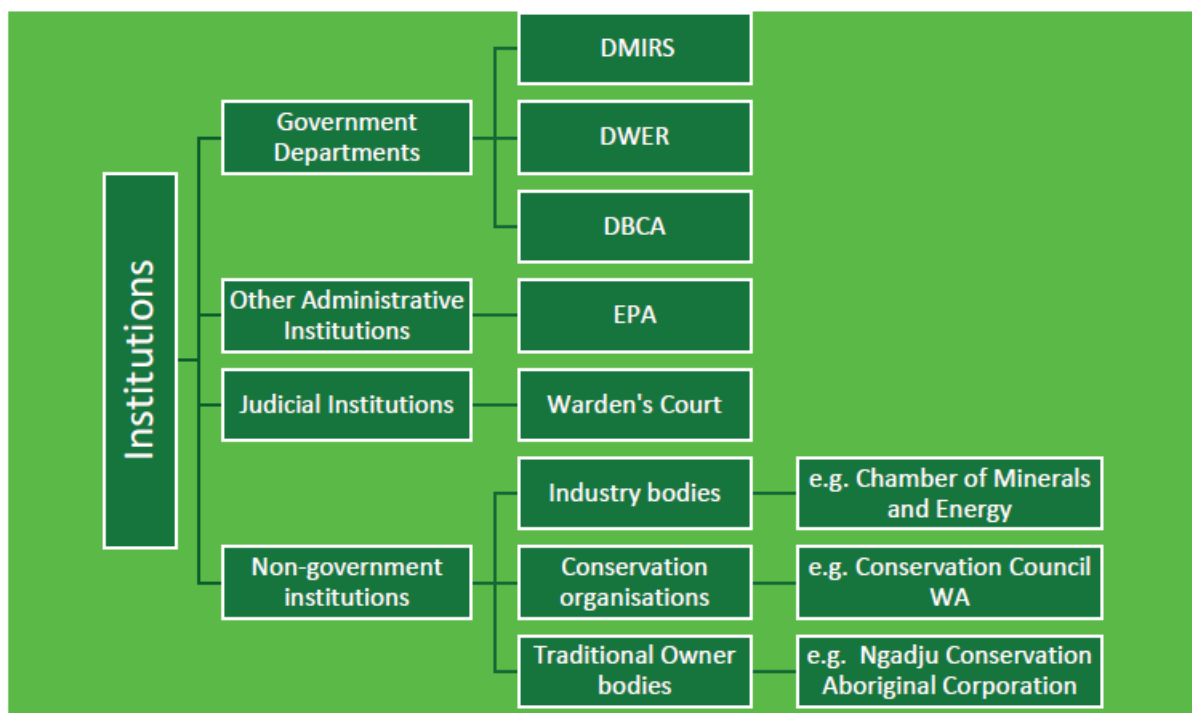 Institutions
Government
Departments
DMIRS
DWER
DBCA
Other Administrative
Institutions
EPA
Judicial Institutions
Warden's Court
Non-government
institutions
Industry bodies
e.g. Chamber of Minerals
and Energy
Conservation
organisations
e.g. Conservation Council
WA
Traditional Owner
bodies
e.g. Ngadju Conservation
Aboriginal Corporation